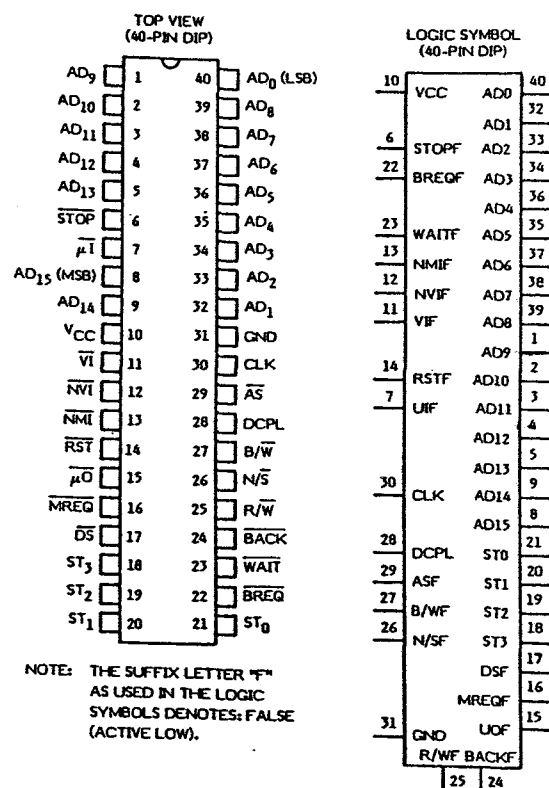 TOP VIEW
(40-PIN DIP)
AD9 1 40 AD0 (LSB)
AD10 2 39 AD8
AD11 3 38 AD7
AD12 4 37 AD6
AD13 5 36 AD5
STOP 6 35 AD4
μI 7 34 AD3
AD15 (MSB) 8 33 AD2
AD14 9 32 AD1
VCC 10 31 GND
VI 11 30 CLK
NVI 12 29 AS
NMI 13 28 DCPL
RST 14 27 B/W
μO 15 26 N/S
MREQ 16 25 R/W
DS 17 24 BACK
ST3 18 23 WAIT
ST2 19 22 BREQ
ST1 20 21 ST0
NOTE: THE SUFFIX LETTER "F"
AS USED IN THE LOGIC
SYMBOLS DENOTES: FALSE
(ACTIVE LOW).
LOGIC SYMBOL
(40-PIN DIP)
10 VCC AD0 40
AD1 32
6 STOPF AD2 33
22 BREQF AD3 34
AD4 36
23 WAITF AD5 35
13 NMIF AD6 37
12 NVIF AD7 38
11 VIF AD8 39
AD9 1
14 RSTF AD10 2
7 UIF AD11 3
AD12 4
AD13 5
30 CLK AD14 9
AD15 8
28 DCPL ST0 21
29 ASF ST1 20
27 B/WF ST2 19
26 N/SF ST3 18
DSF 17
MREQF 16
31 GND UOF 15
R/WF BACKF
25 24